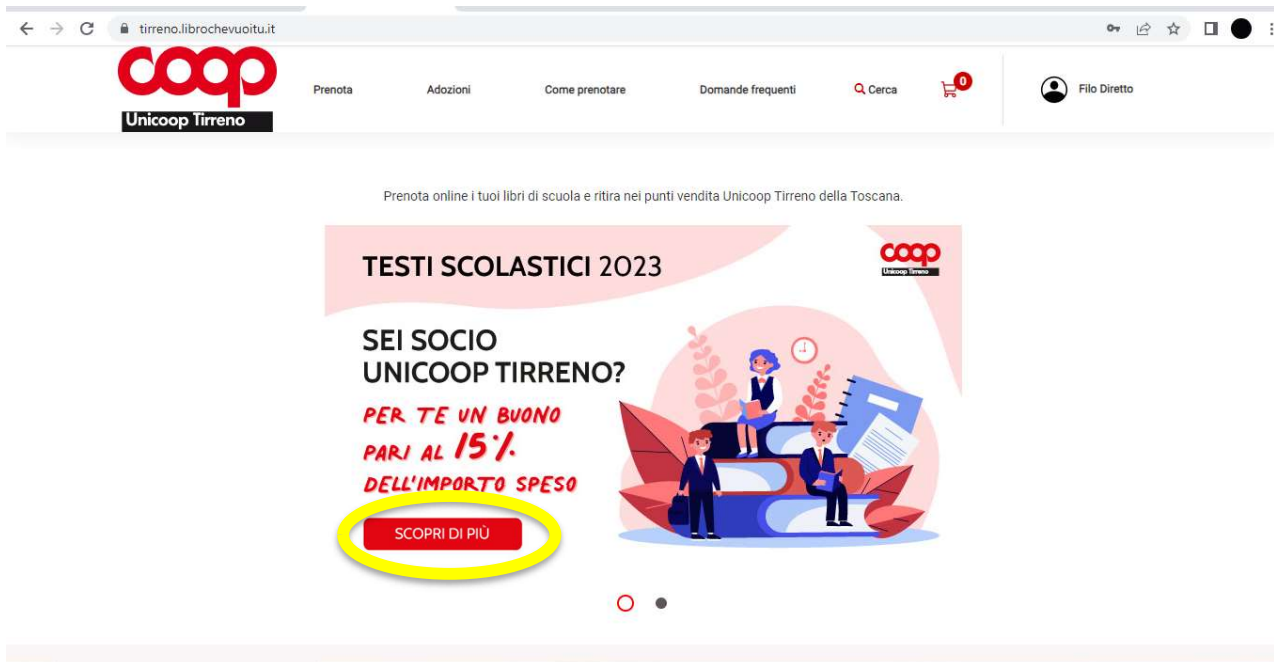 tirreno.librochevuoitu.it
coop
Unicoop Tirreno
Prenota Adozioni Come prenotare Domande frequenti Cerca 0 Filo Diretto
Prenota online i tuoi libri di scuola e ritira nei punti vendita Unicoop Tirreno della Toscana.
TESTI SCOLASTICI 2023
coop
Unicoop Tirreno
SEI SOCIO
UNICOOP TIRRENO?
PER TE UN BUONO
PARI AL 15%
DELL'IMPORTO SPESO
SCOPRI DI PIÙ